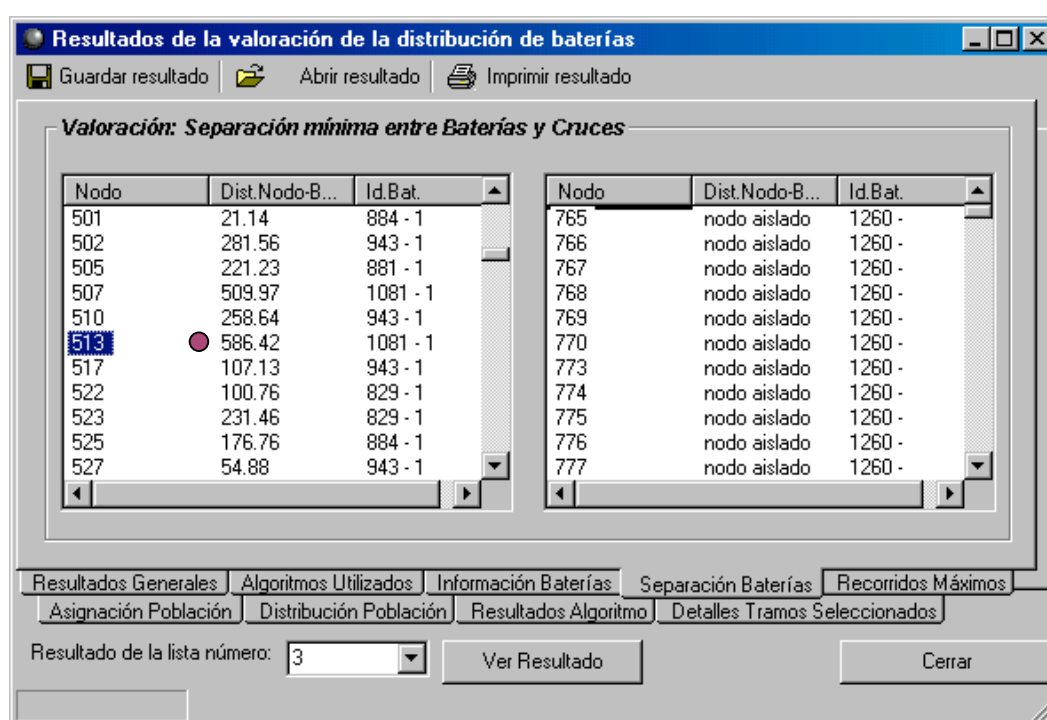 Resultados de la valoración de la distribución de baterías
Guardar resultado Abrir resultado Imprimir resultado
Valoración: Separación mínima entre Baterías y Cruces
Nodo Dist.Nodo-B... Id.Bat.
501 21.14 884 - 1
502 281.56 943 - 1
505 221.23 881 - 1
507 509.97 1081 - 1
510 258.64 943 - 1
513 586.42 1081 - 1
517 107.13 943 - 1
522 100.76 829 - 1
523 231.46 829 - 1
525 176.76 884 - 1
527 54.88 943 - 1
Nodo Dist.Nodo-B... Id.Bat.
765 nodo aislado 1260 -
766 nodo aislado 1260 -
767 nodo aislado 1260 -
768 nodo aislado 1260 -
769 nodo aislado 1260 -
770 nodo aislado 1260 -
773 nodo aislado 1260 -
774 nodo aislado 1260 -
775 nodo aislado 1260 -
776 nodo aislado 1260 -
777 nodo aislado 1260 -
Resultados Generales Algoritmos Utilizados Información Baterías Separación Baterías Recorridos Máximos
Asignación Población Distribución Población Resultados Algoritmo Detalles Tramos Seleccionados
Resultado de la lista número: 3 Ver Resultado Cerrar